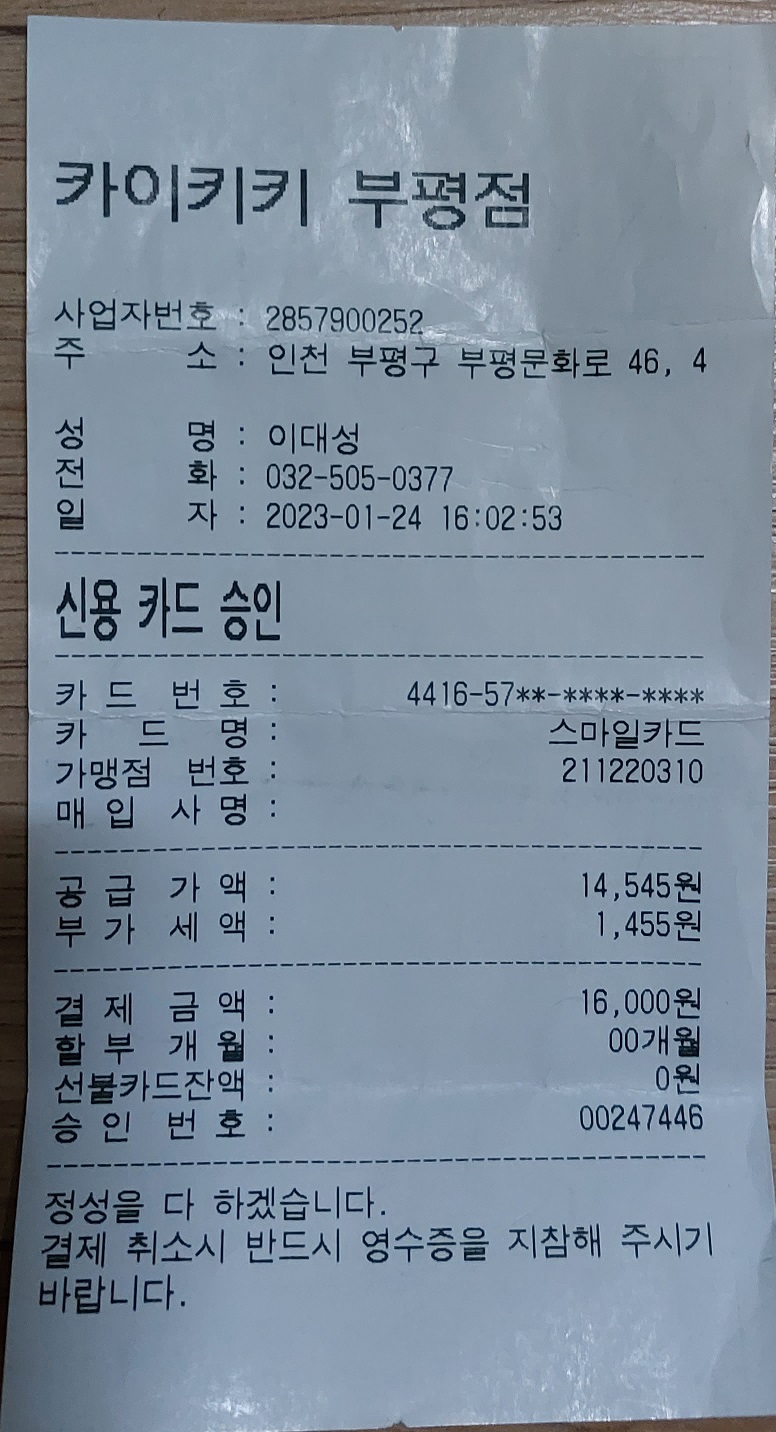 카이키키 부평점
사업자번호 : 2857900252
주 소 : 인천 부평구 부평문화로 46, 4
성 명 : 이대성
전 화 : 032-505-0377
일 자 : 2023-01-24 16:02:53
신용 카드 승인
카 드 번 호 : 4416-57**-****-****
카 드 명 : 스마일카드
가맹점 번호 : 211220310
매 입 사 명 :
공 급 가 액 : 14,545원
부 가 세 액 : 1,455원
결 제 금 액 : 16,000원
할 부 개 월 : 00개월
선불카드잔액 : 0원
승 인 번 호 : 00247446
정성을 다 하겠습니다.
결제 취소시 반드시 영수증을 지참해 주시기
바랍니다.